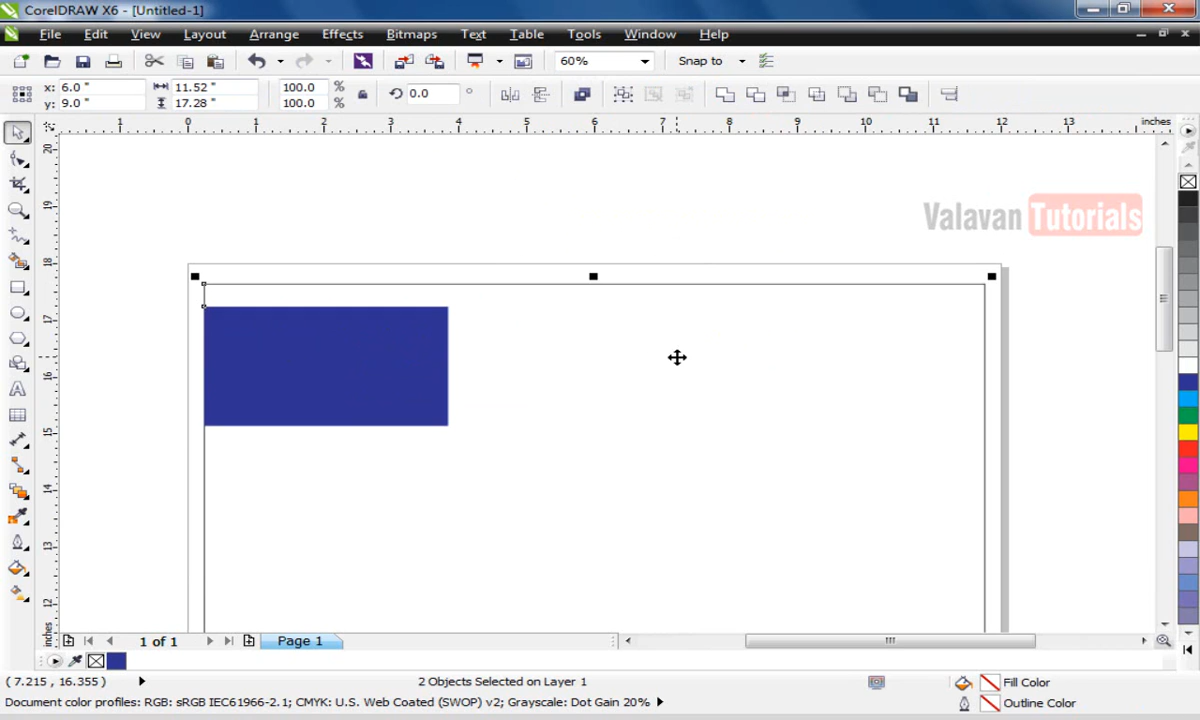 CorelDRAW X6 - [Untitled-1]
File Edit View Layout Arrange Effects Bitmaps Text Table Tools Window Help
60% Snap to
x: 6.0 " 11.52 " 100.0 % 0.0 °
y: 9.0 " 17.28 " 100.0 %
1 0 1 2 3 4 5 6 7 8 9 10 11 12 13 inches
20
19
Valavan Tutorials
18
17
16
15
14
13
12
inches
1 of 1 Page 1
( 7.215 , 16.355 ) 2 Objects Selected on Layer 1 Fill Color
Document color profiles: RGB: sRGB IEC61966-2.1; CMYK: U.S. Web Coated (SWOP) v2; Grayscale: Dot Gain 20% Outline Color